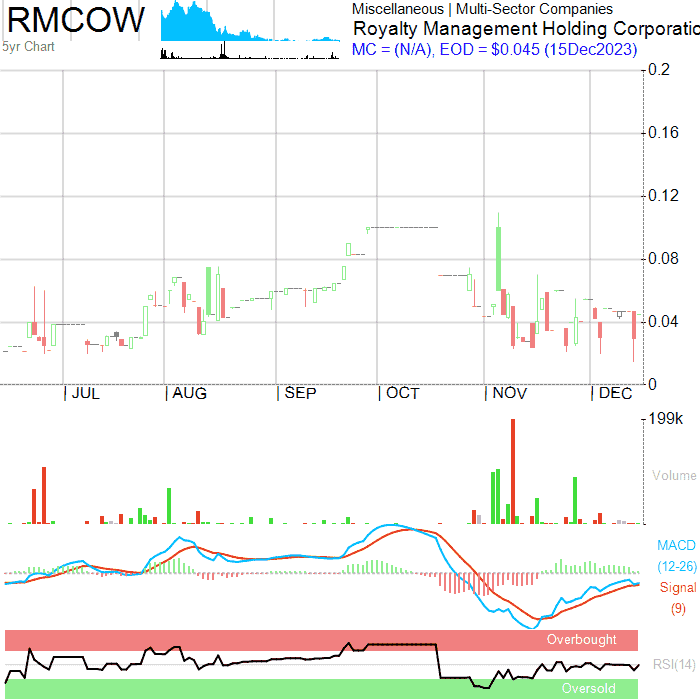 RMCOW
5yr Chart
Miscellaneous | Multi-Sector Companies
Royalty Management Holding Corporatic
MC = (N/A), EOD = $0.045 (15Dec2023)
0.2
0.16
0.12
0.08
0.04
0
JUL AUG SEP OCT NOV DEC
199k
Volume
MACD
(12-26)
Signal
(9)
Overbought
RSI(14)
Oversold